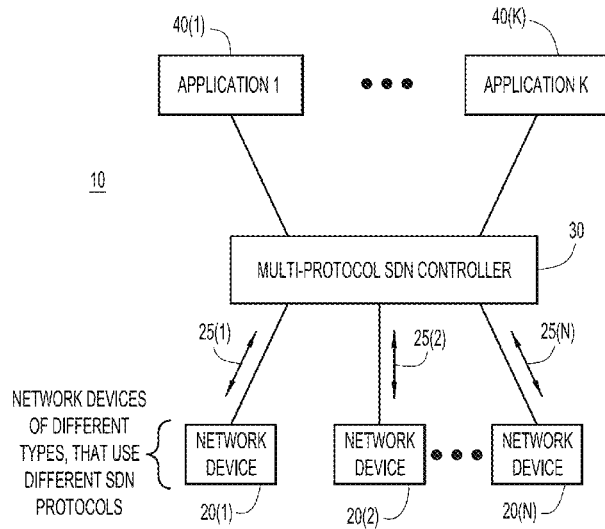 40(1)
40(K)
APPLICATION 1
APPLICATION K
10
30
MULTI-PROTOCOL SDN CONTROLLER
25(1)
25(2)
25(N)
NETWORK DEVICES
OF DIFFERENT
TYPES, THAT USE
DIFFERENT SDN
PROTOCOLS
NETWORK
DEVICE
NETWORK
DEVICE
NETWORK
DEVICE
20(1)
20(2)
20(N)